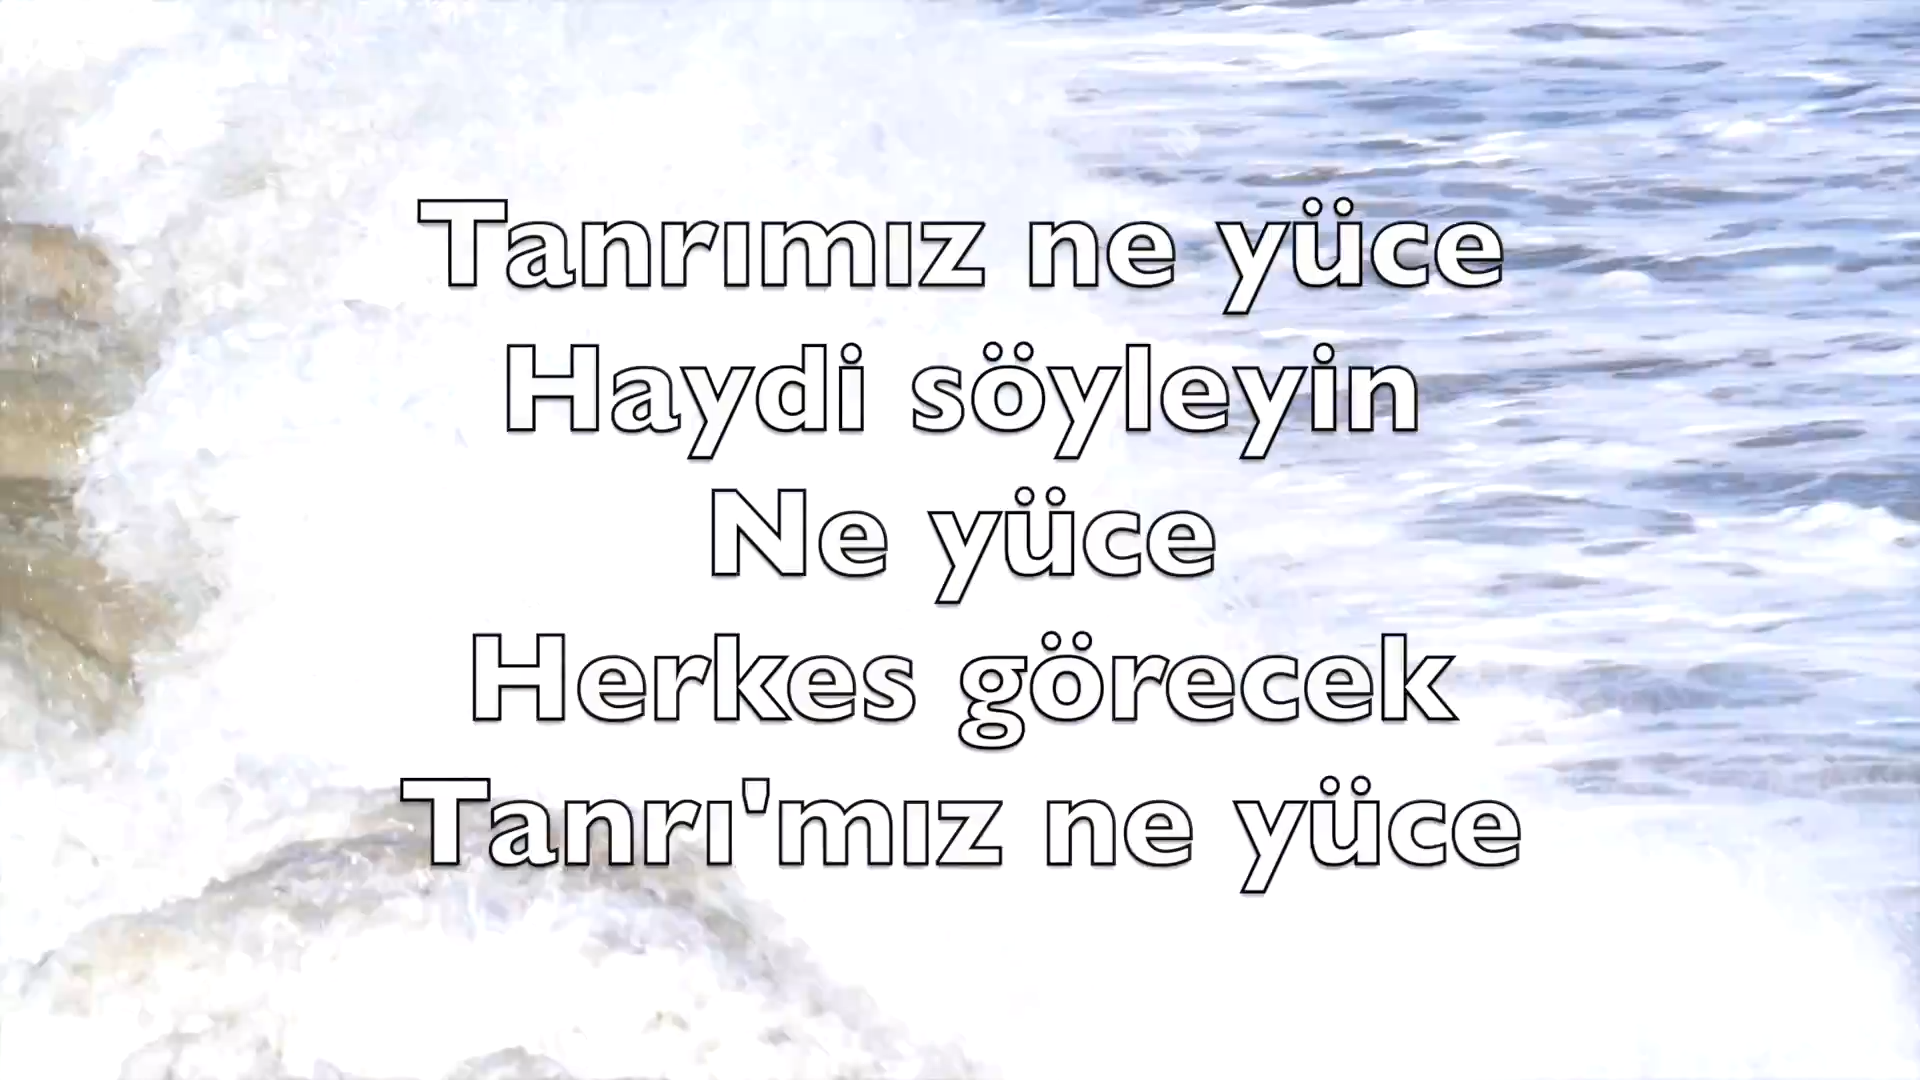 Tanrımız ne yüce
Haydi söyleyin
Ne yüce
Herkes görecek
Tanrı'mız ne yüce